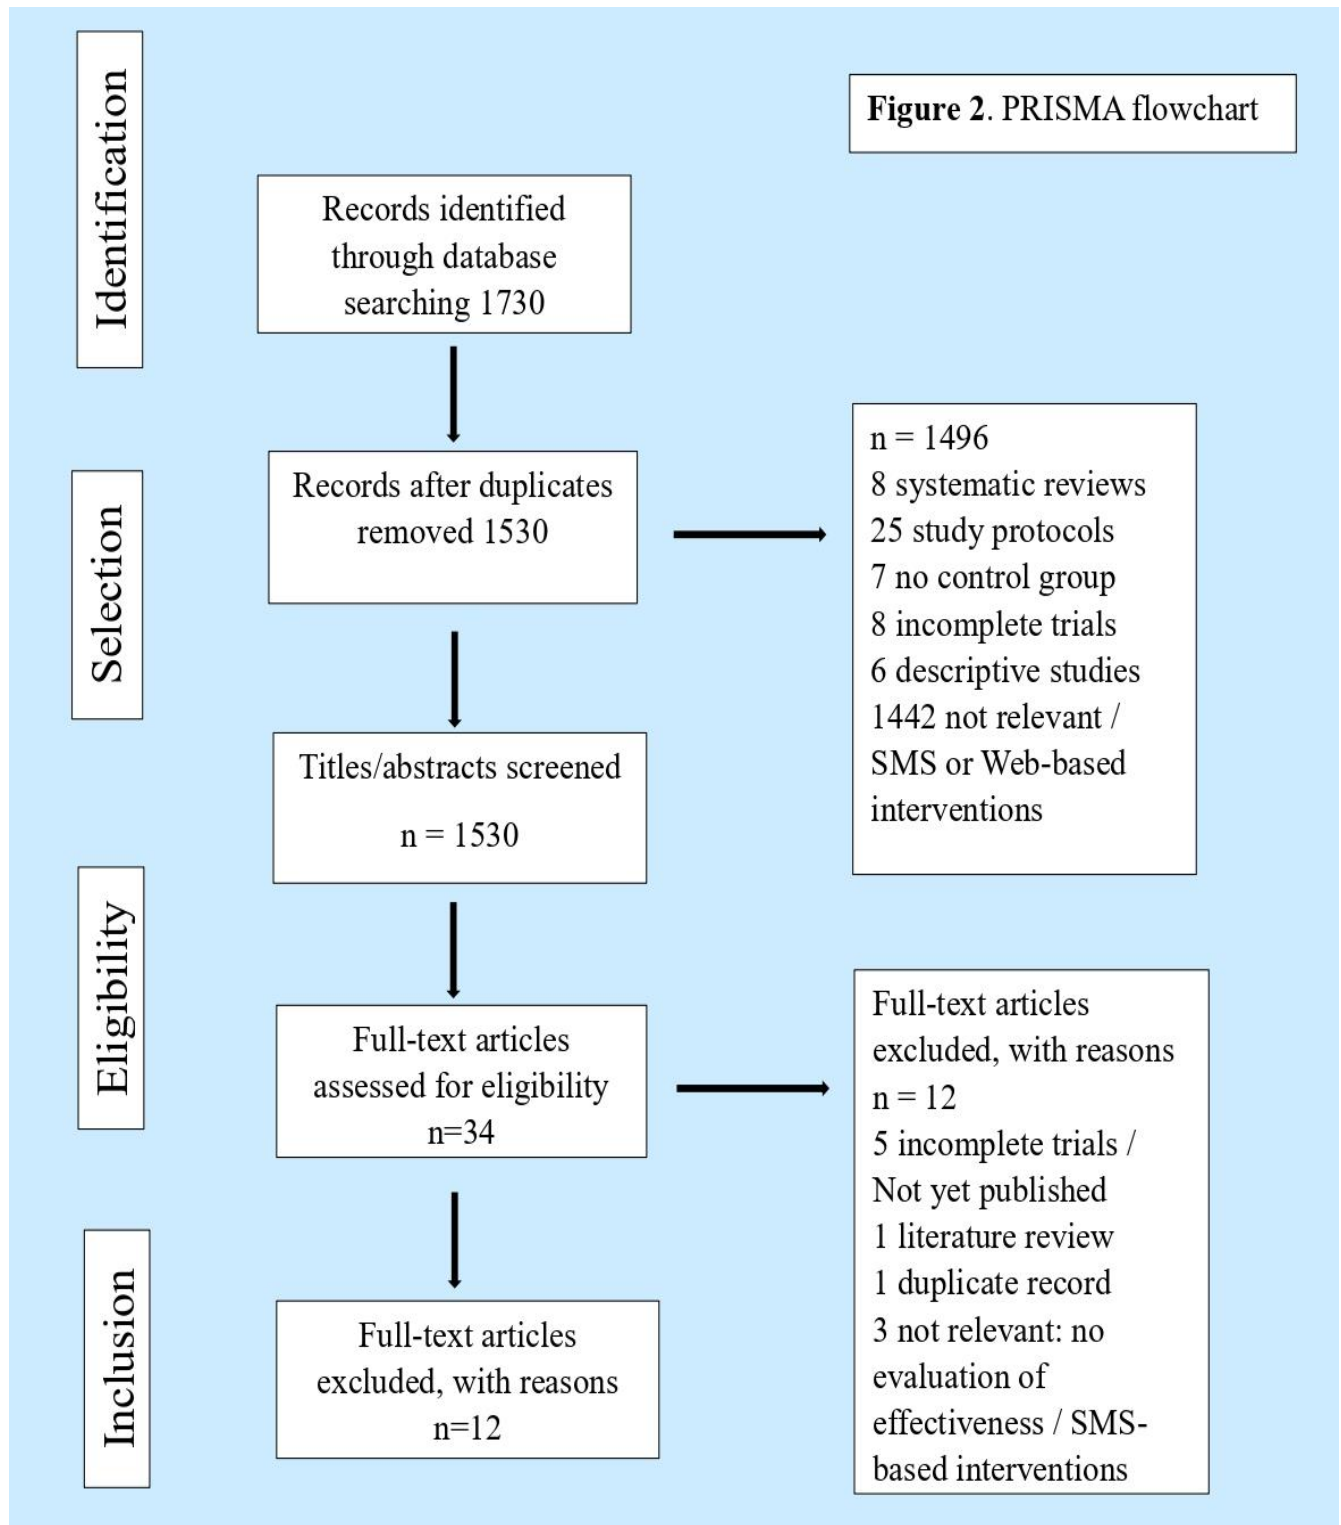 Identification
Figure 2. PRISMA flowchart
Records identified
through database
searching 1730
Selection
Records after duplicates
removed 1530
n = 1496
8 systematic reviews
25 study protocols
7 no control group
8 incomplete trials
6 descriptive studies
1442 not relevant /
SMS or Web-based
interventions
Titles/abstracts screened
n = 1530
Eligibility
Full-text articles
assessed for eligibility
n=34
Full-text articles
excluded, with reasons
n = 12
5 incomplete trials /
Not yet published
1 literature review
1 duplicate record
3 not relevant: no
evaluation of
effectiveness / SMS-
based interventions
Inclusion
Full-text articles
excluded, with reasons
n=12